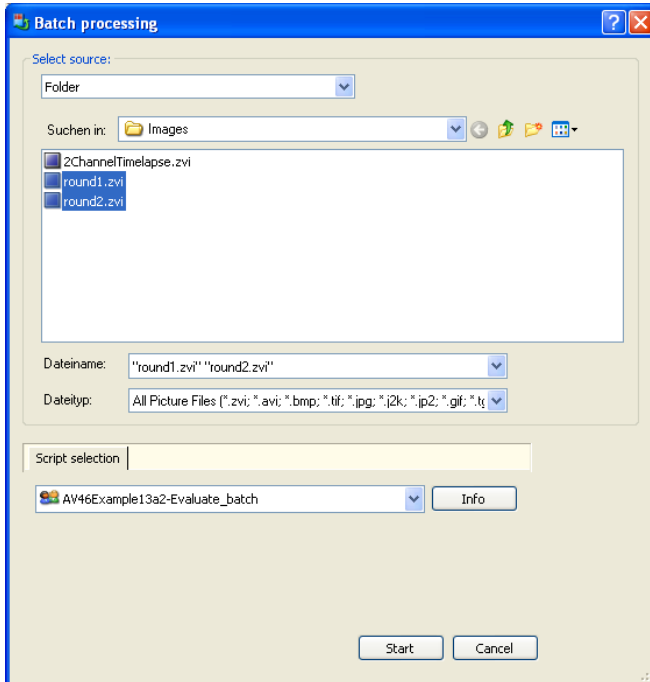 Batch processing
Select source:
Folder
Suchen in: Images
2ChannelTimelapse.zvi
round1.zvi
round2.zvi
Dateiname: "round1.zvi" "round2.zvi"
Dateityp: All Picture Files (*.zvi; *.avi; *.bmp; *.tif; *.jpg; *.j2k; *.jp2; *.gif; *.tg
Script selection
AV46Example13a2-Evaluate_batch Info
Start Cancel